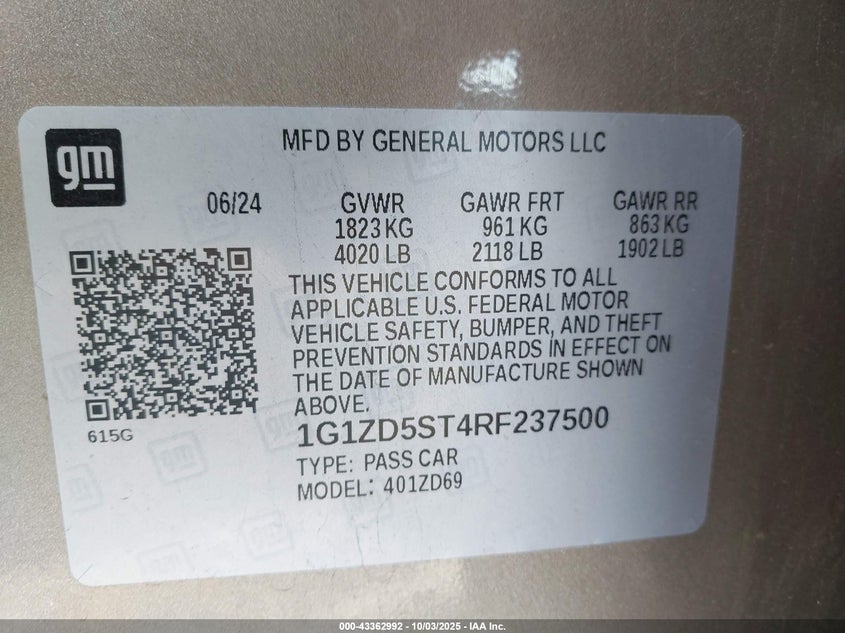 gm
MFD BY GENERAL MOTORS LLC
06/24 GVWR GAWR FRT GAWR RR
1823 KG 961 KG 863 KG
4020 LB 2118 LB 1902 LB
THIS VEHICLE CONFORMS TO ALL
APPLICABLE U.S. FEDERAL MOTOR
VEHICLE SAFETY, BUMPER, AND THEFT
PREVENTION STANDARDS IN EFFECT ON
THE DATE OF MANUFACTURE SHOWN
ABOVE.
615G
1G1ZD5ST4RF237500
TYPE: PASS CAR
MODEL: 401ZD69
000-43362992 - 10/03/2025 - IAA Inc.